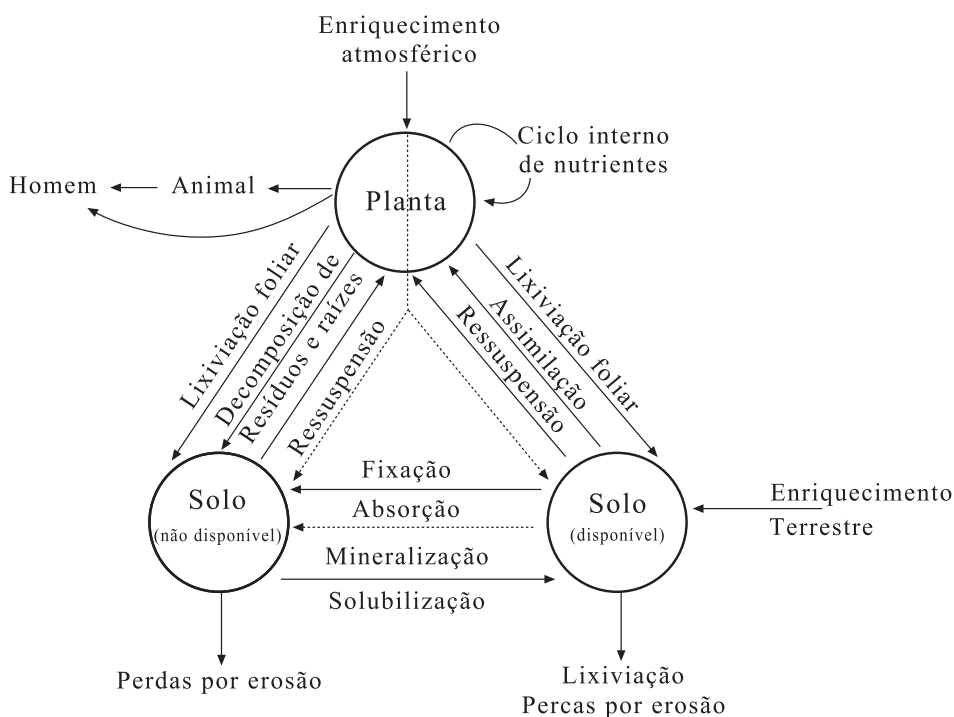 Enriquecimento
atmosférico
Ciclo interno
de nutrientes
Homem
Animal
Planta
Lixiviação foliar
Decomposição de
Resíduos e raízes
Ressuspensão
Ressuspensão
Assimilação
Lixiviação foliar
Solo
(não disponível)
Fixação
Absorção
Mineralização
Solubilização
Solo
(disponível)
Enriquecimento
Terrestre
Perdas por erosão
Lixiviação
Percas por erosão